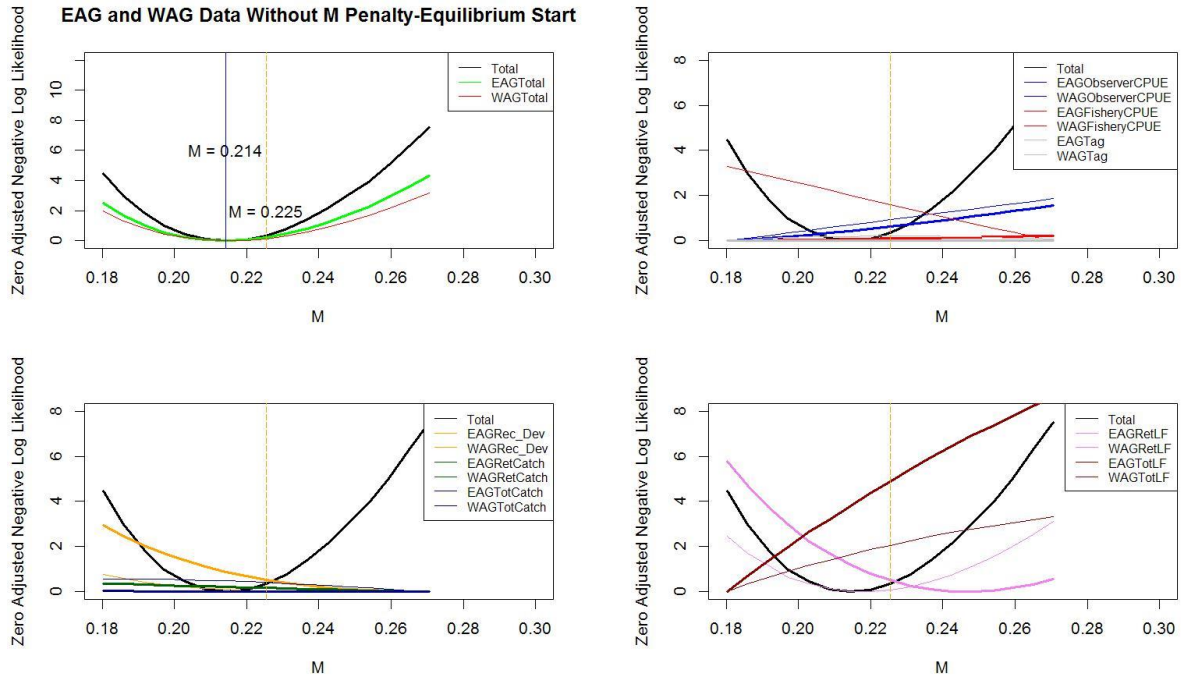 EAG and WAG Data Without M Penalty-Equilibrium Start
Zero Adjusted Negative Log Likelihood
0 2 4 6 8 10
Total
EAGTotal
WAGTotal
M = 0.214
M = 0.225
0.18 0.20 0.22 0.24 0.26 0.28 0.30
M
Zero Adjusted Negative Log Likelihood
0 2 4 6 8
Total
EAGObserverCPUE
WAGObserverCPUE
EAGFisheryCPUE
WAGFisheryCPUE
EAGTag
WAGTag
0.18 0.20 0.22 0.24 0.26 0.28 0.30
M
Zero Adjusted Negative Log Likelihood
0 2 4 6 8
Total
EAGRec_Dev
WAGRec_Dev
EAGRetCatch
WAGRetCatch
EAGTotCatch
WAGTotCatch
0.18 0.20 0.22 0.24 0.26 0.28 0.30
M
Zero Adjusted Negative Log Likelihood
0 2 4 6 8
Total
EAGRetLF
WAGRetLF
EAGTotLF
WAGTotLF
0.18 0.20 0.22 0.24 0.26 0.28 0.30
M